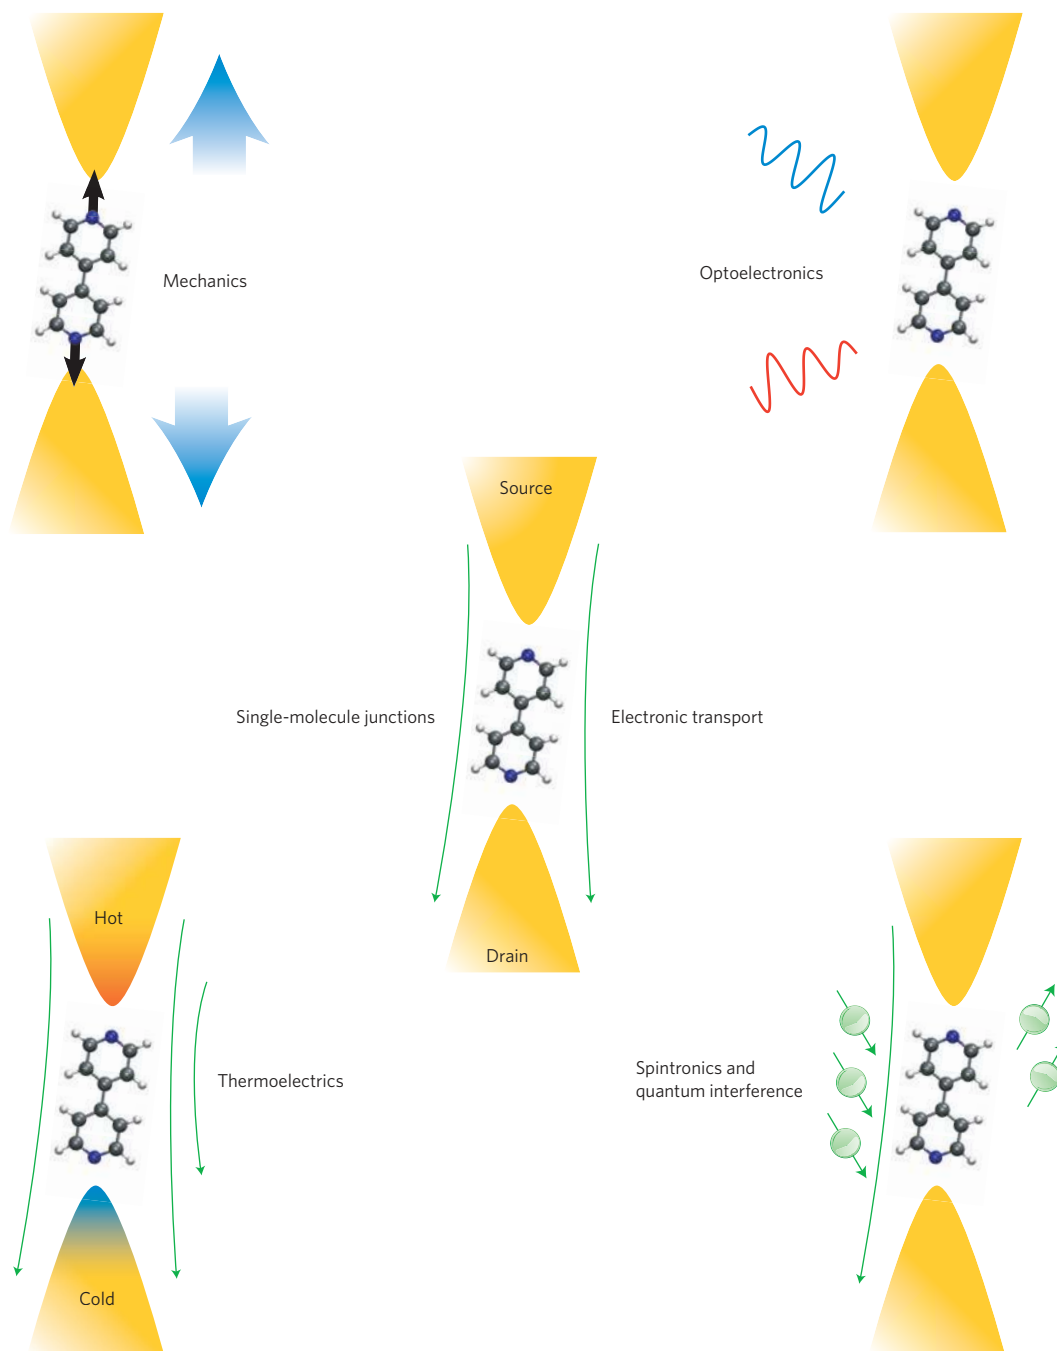 Mechanics
Optoelectronics
Source
Single-molecule junctions
Electronic transport
Drain
Hot
Thermoelectrics
Cold
Spintronics and
quantum interference